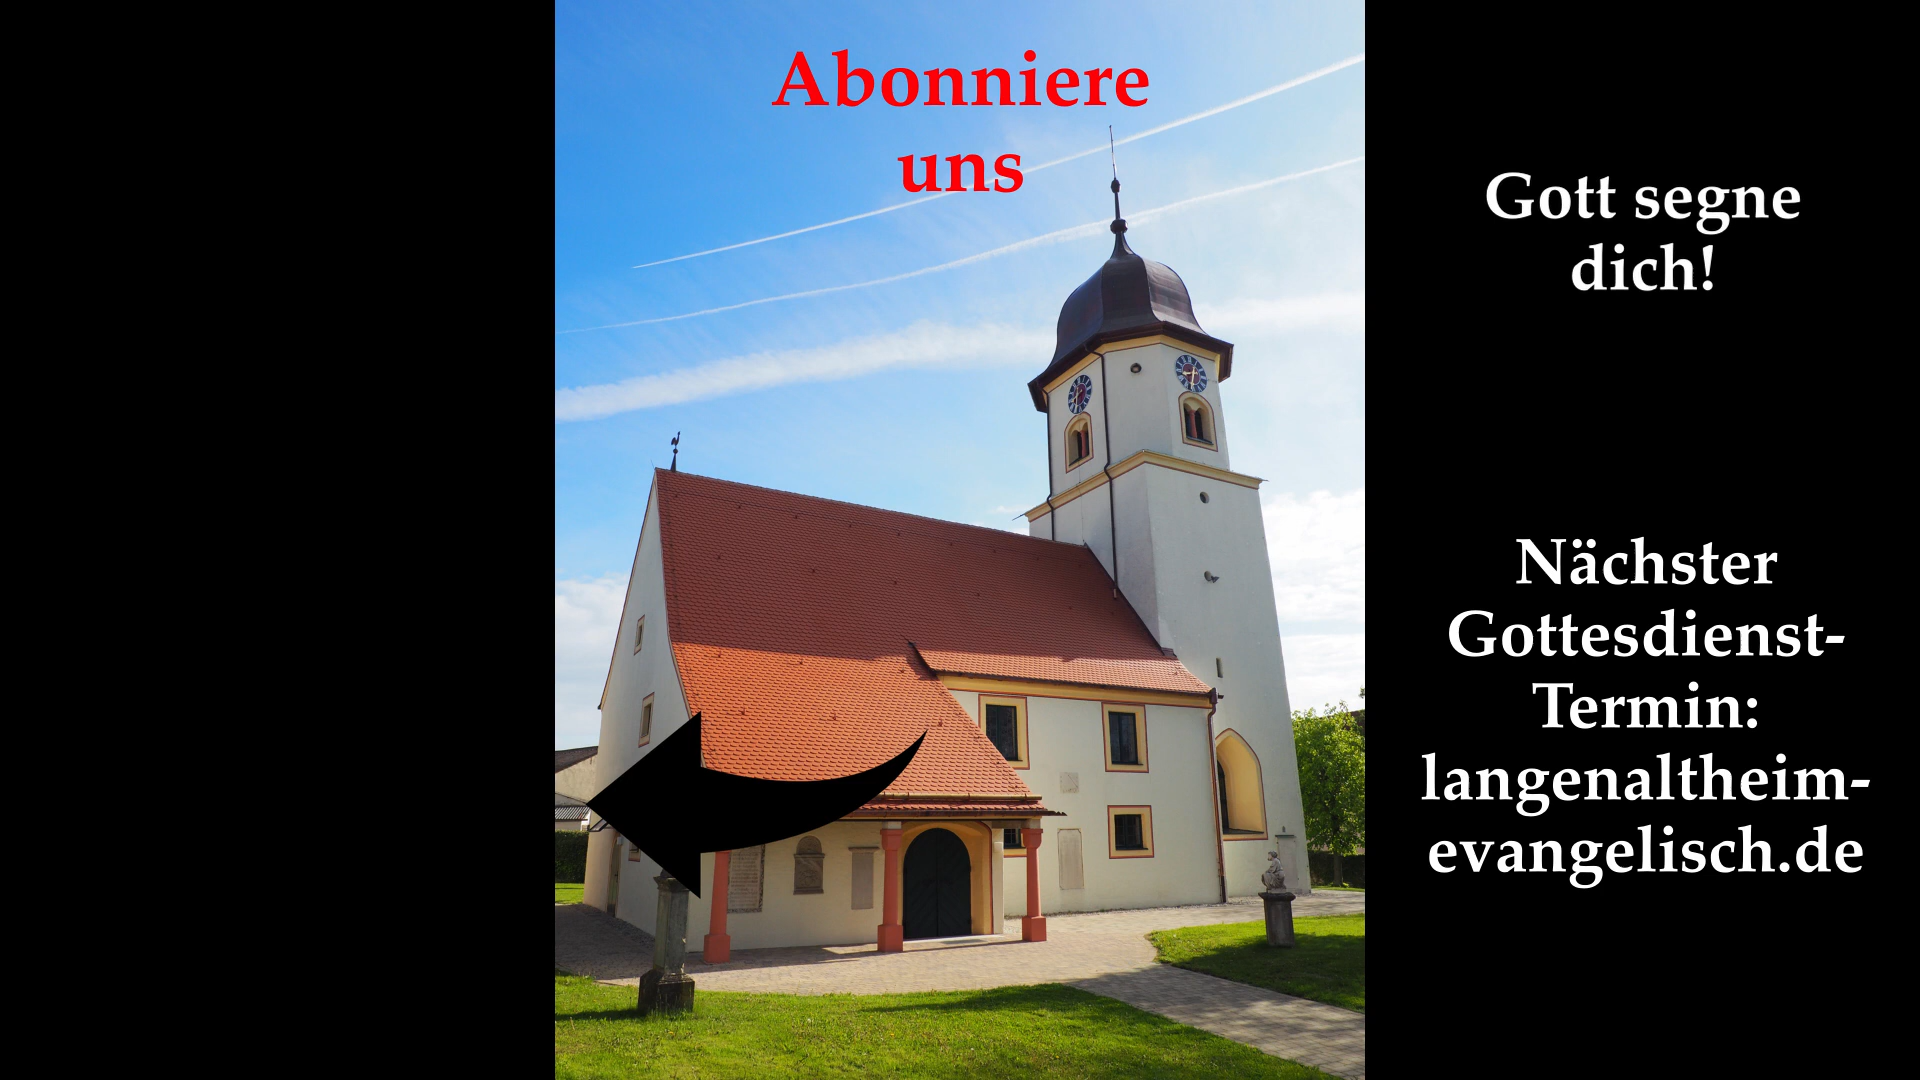 Abonniere
uns
Gott segne
dich!
Nächster
Gottesdienst-
Termin:
langenaltheim-
evangelisch.de